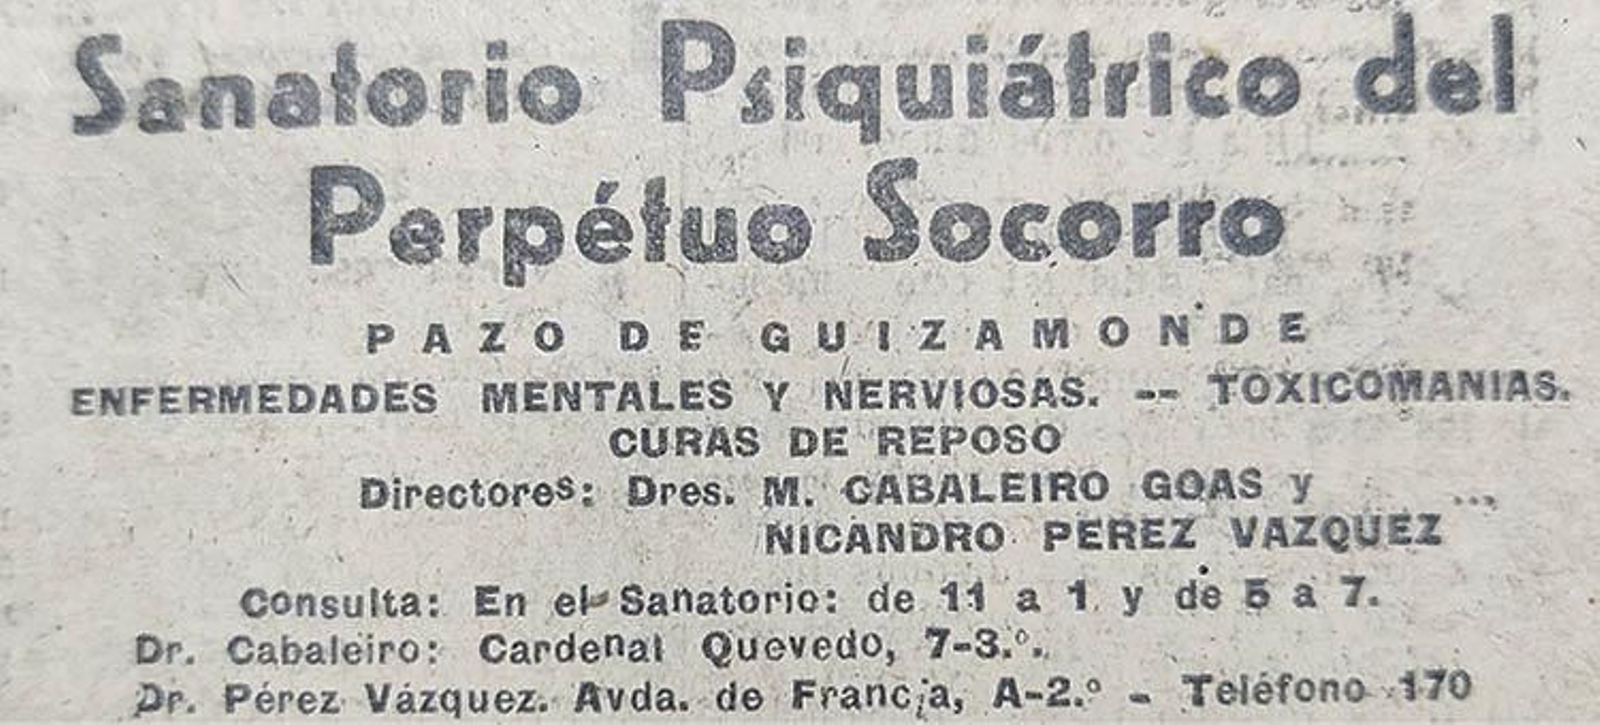 Sanatorio Psiquiátrico del
Perpétuo Socorro
PAZO DE GUIZAMONDE
ENFERMEDADES MENTALES Y NERVIOSAS. -- TOXICOMANIAS.
CURAS DE REPOSO
Directores: Dres. M. CABALEIRO GOAS y
NICANDRO PEREZ VAZQUEZ
Consulta: En el Sanatorio: de 11 a 1 y de 5 a 7.
Dr. Cabaleiro: Cardenal Quevedo, 7-3.º.
Dr. Pérez Vázquez. Avda. de Francia, A-2.º - Teléfono 170